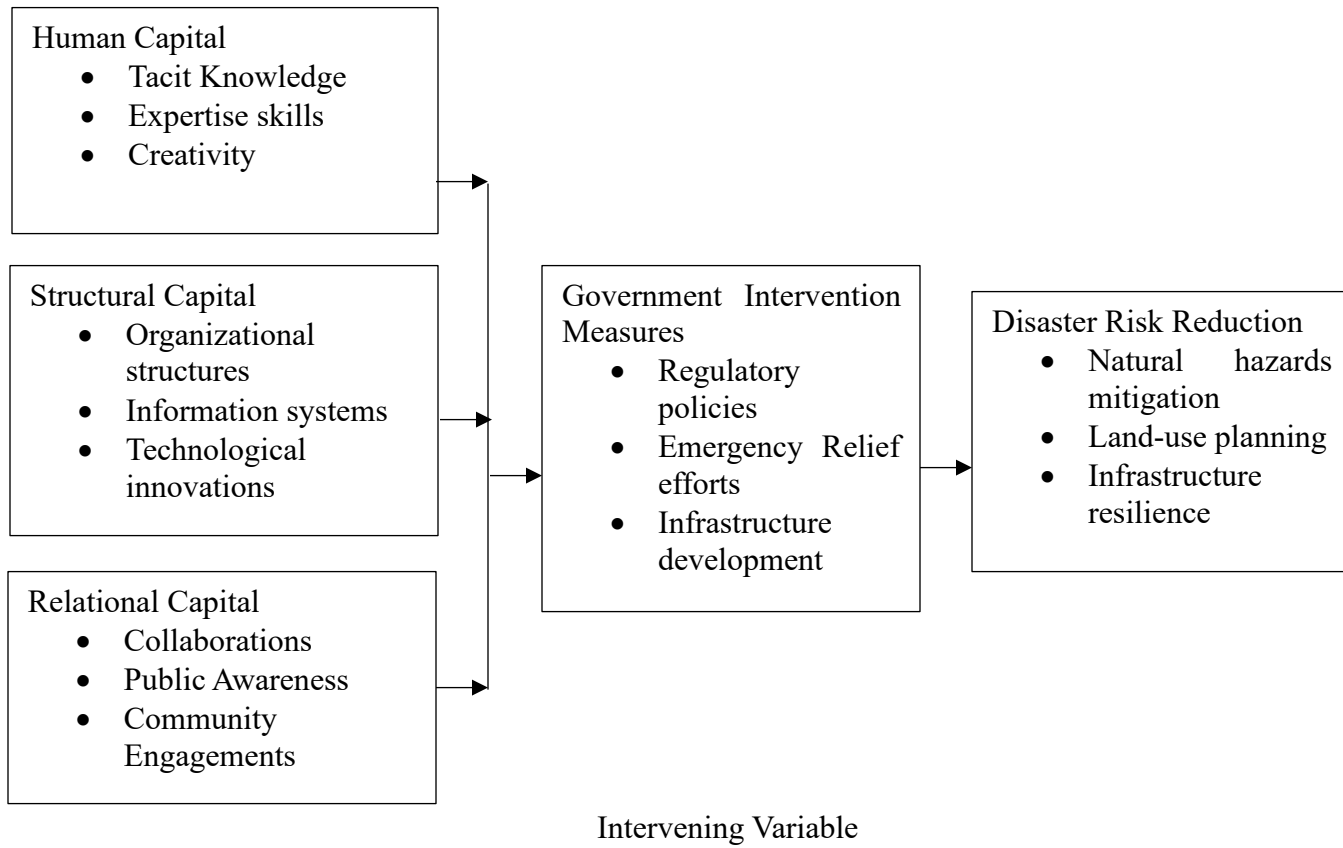 Human Capital
• Tacit Knowledge
• Expertise skills
• Creativity
Structural Capital
• Organizational
structures
• Information systems
• Technological
innovations
Relational Capital
• Collaborations
• Public Awareness
• Community
Engagements
Government Intervention
Measures
• Regulatory
policies
• Emergency Relief
efforts
• Infrastructure
development
Disaster Risk Reduction
• Natural hazards
mitigation
• Land-use planning
• Infrastructure
resilience
Intervening Variable